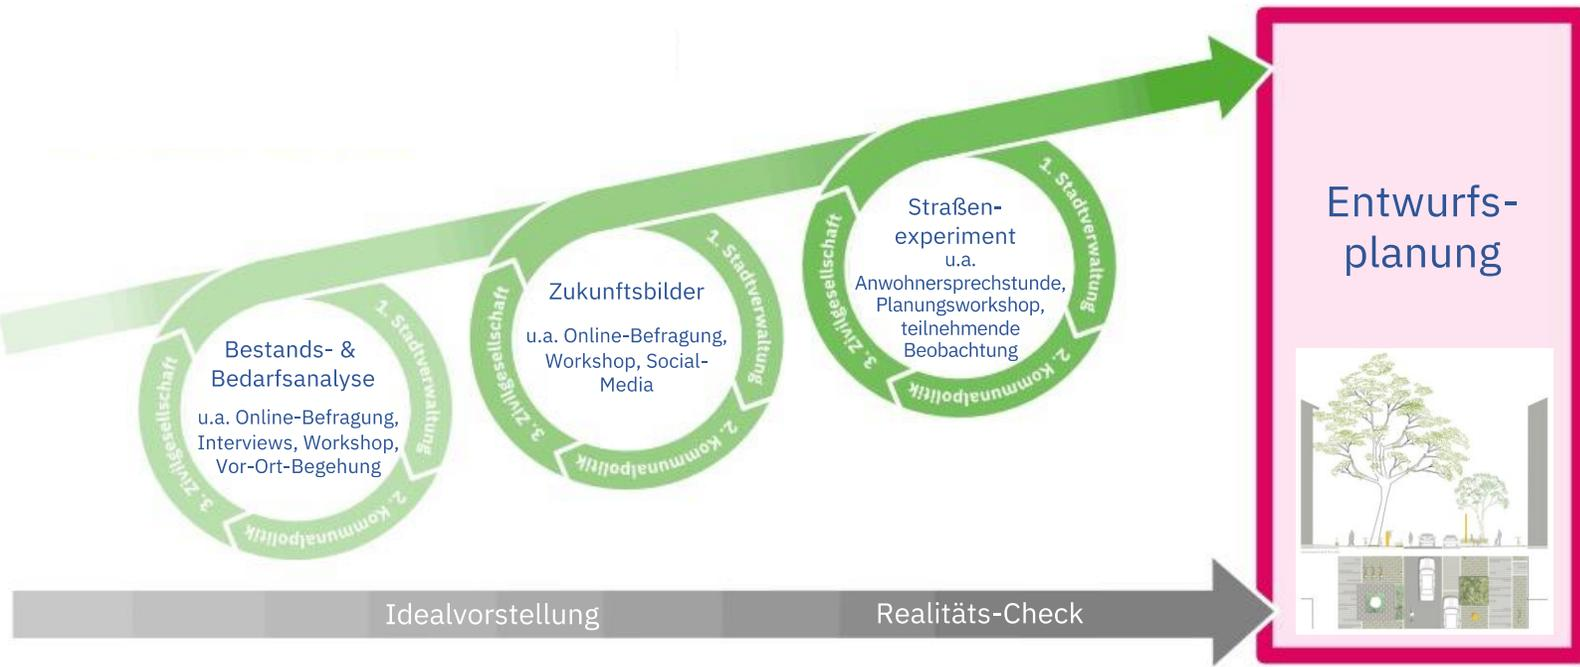 Bestands- &
Bedarfsanalyse
u.a. Online-Befragung,
Interviews, Workshop,
Vor-Ort-Begehung
1. Stadtverwaltung
2. Kommunalpolitik
3. Zivilgesellschaft
Zukunftsbilder
u.a. Online-Befragung,
Workshop, Social-
Media
1. Stadtverwaltung
2. Kommunalpolitik
3. Zivilgesellschaft
Straßen-
experiment
u.a.
Anwohnersprechstunde,
Planungsworkshop,
teilnehmende
Beobachtung
1. Stadtverwaltung
2. Kommunalpolitik
3. Zivilgesellschaft
Entwurfs-
planung
Idealvorstellung
Realitäts-Check